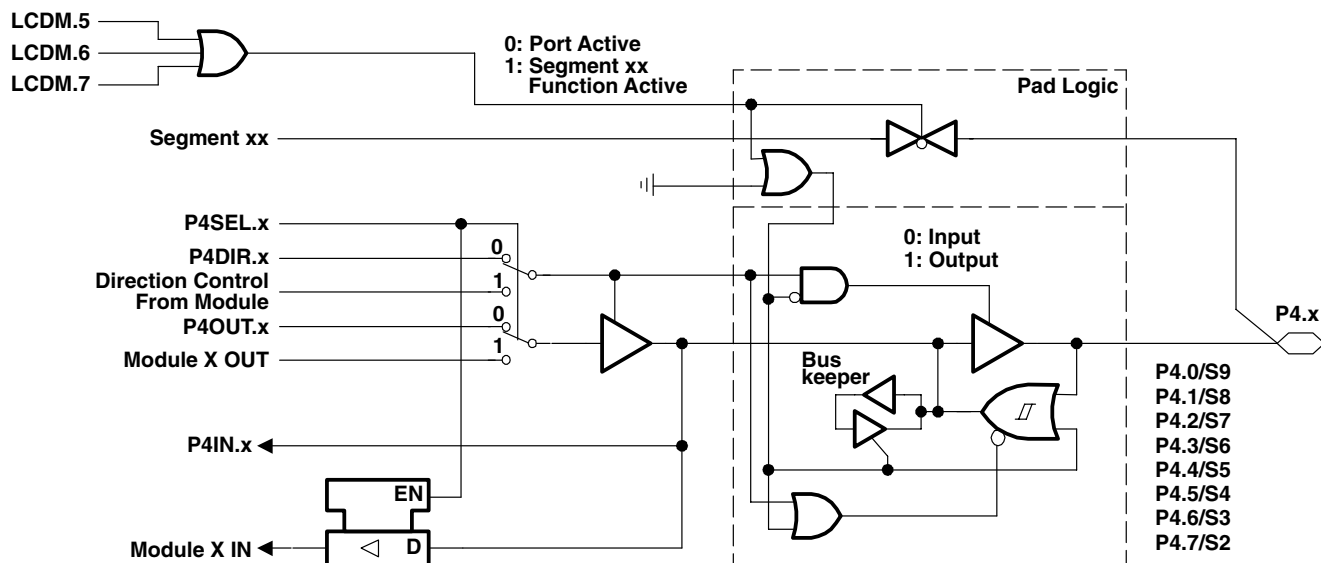 LCDM.5
LCDM.6
LCDM.7
0: Port Active
1: Segment xx
Function Active
Pad Logic
Segment xx
P4SEL.x
P4DIR.x
0
Direction Control
From Module
1
P4OUT.x
0
Module X OUT
1
0: Input
1: Output
P4.x
Bus
keeper
P4IN.x
EN
D
Module X IN
P4.0/S9
P4.1/S8
P4.2/S7
P4.3/S6
P4.4/S5
P4.5/S4
P4.6/S3
P4.7/S2